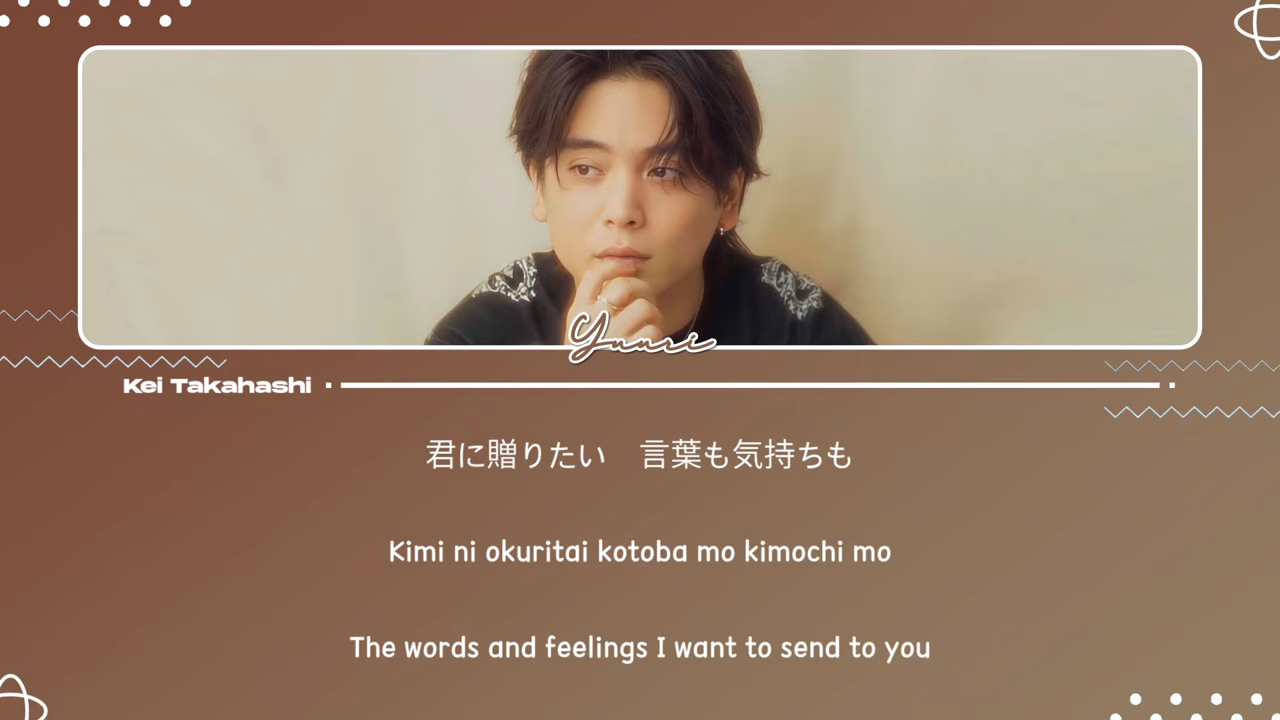 Yuuri
Kei Takahashi
君に贈りたい　言葉も気持ちも
Kimi ni okuritai kotoba mo kimochi mo
The words and feelings I want to send to you